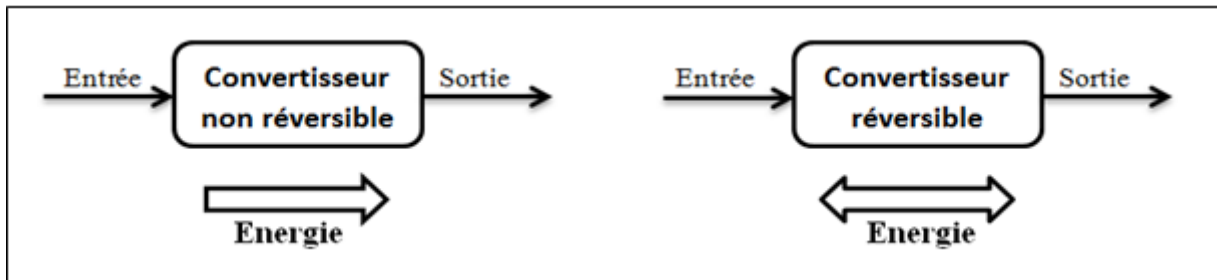 Entrée
Convertisseur
non réversible
Sortie
Energie
Entrée
Convertisseur
réversible
Sortie
Energie